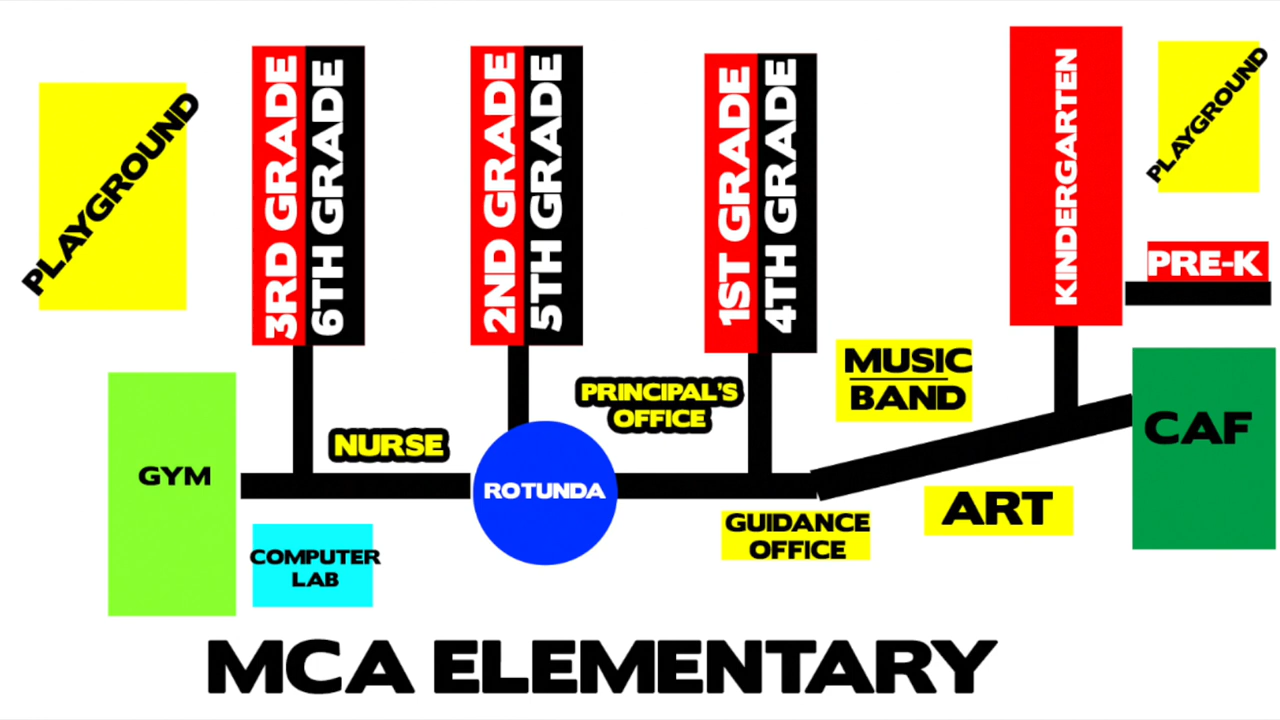 PLAYGROUND
3RD GRADE
6TH GRADE
2ND GRADE
5TH GRADE
1ST GRADE
4TH GRADE
KINDERGARTEN
PLAYGROUND
PRE-K
MUSIC
BAND
PRINCIPAL'S
OFFICE
NURSE
CAF
GYM
ROTUNDA
GUIDANCE
OFFICE
ART
COMPUTER
LAB
MCA ELEMENTARY